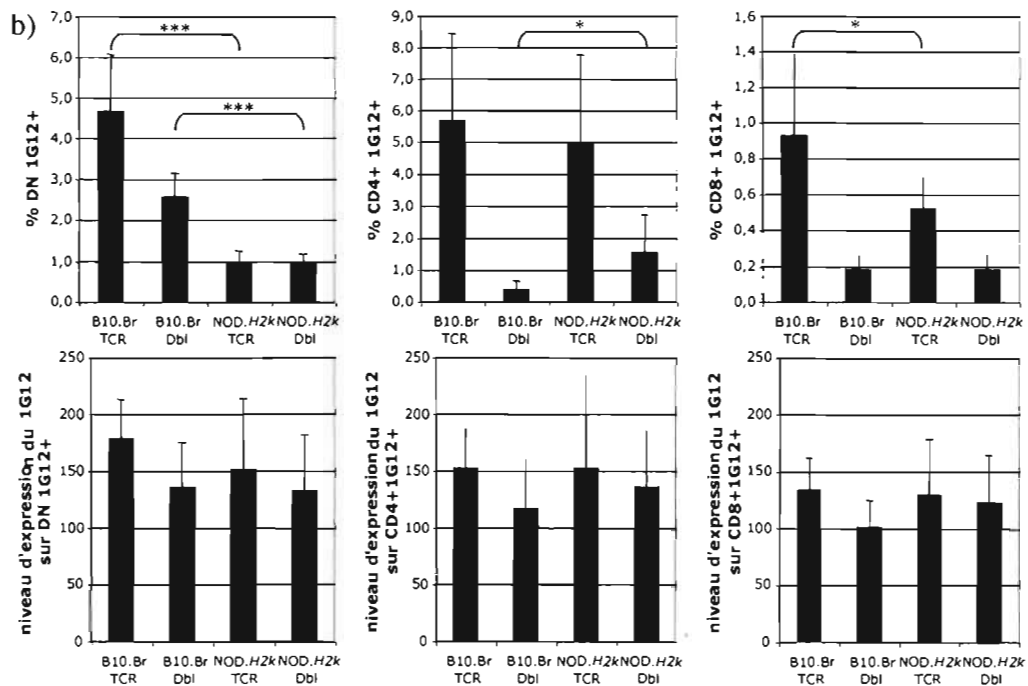 b)
% DN 1G12+
7,0
6,0
5,0
4,0
3,0
2,0
1,0
0,0
***
***
B10.Br B10.Br NOD.H2k NOD.H2k
TCR Dbl TCR Dbl
% CD4+ 1G12+
9,0
8,0
7,0
6,0
5,0
4,0
3,0
2,0
1,0
0,0
*
B10.Br B10.Br NOD.H2k NOD.H2k
TCR Dbl TCR Dbl
% CD8+ 1G12+
1,6
1,4
1,2
1,0
0,8
0,6
0,4
0,2
0,0
*
B10.Br B10.Br NOD.H2k NOD.H2k
TCR Dbl TCR Dbl
niveau d'expression du 1G12
sur DN 1G12+
250
200
150
100
50
0
B10.Br B10.Br NOD.H2k NOD.H2k
TCR Dbl TCR Dbl
niveau d'expression du 1G12
sur CD4+1G12+
250
200
150
100
50
0
B10.Br B10.Br NOD.H2k NOD.H2k
TCR Dbl TCR Dbl
niveau d'expression du 1G12
sur CD8+1G12+
250
200
150
100
50
0
B10.Br B10.Br NOD.H2k NOD.H2k
TCR Dbl TCR Dbl